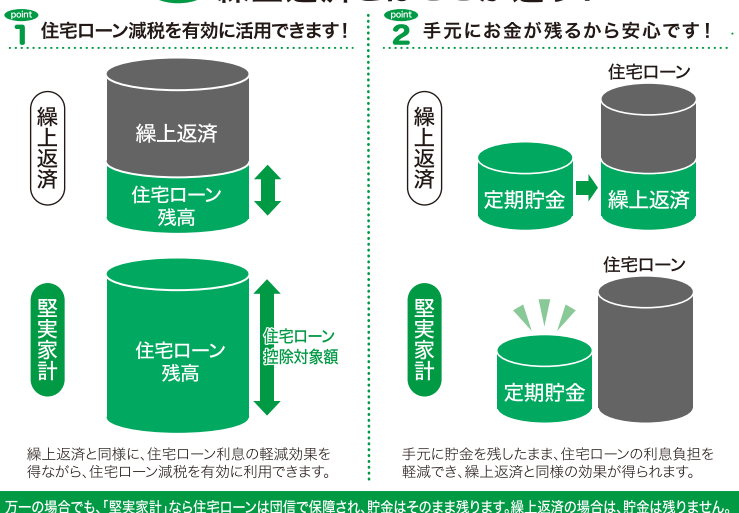 point
1 住宅ローン減税を有効に活用できます!
繰上返済
繰上返済
住宅ローン
残高
堅実家計
住宅ローン
残高
住宅ローン
控除対象額
繰上返済と同様に、住宅ローン利息の軽減効果を
得ながら、住宅ローン減税を有効に利用できます。
point
2 手元にお金が残るから安心です!
繰上返済
定期貯金
住宅ローン
繰上返済
堅実家計
定期貯金
住宅ローン
手元に貯金を残したまま、住宅ローンの利息負担を
軽減でき、繰上返済と同様の効果が得られます。
万一の場合でも、「堅実家計」なら住宅ローンは団信で保障され、貯金はそのまま残ります。繰上返済の場合は、貯金は残りません。